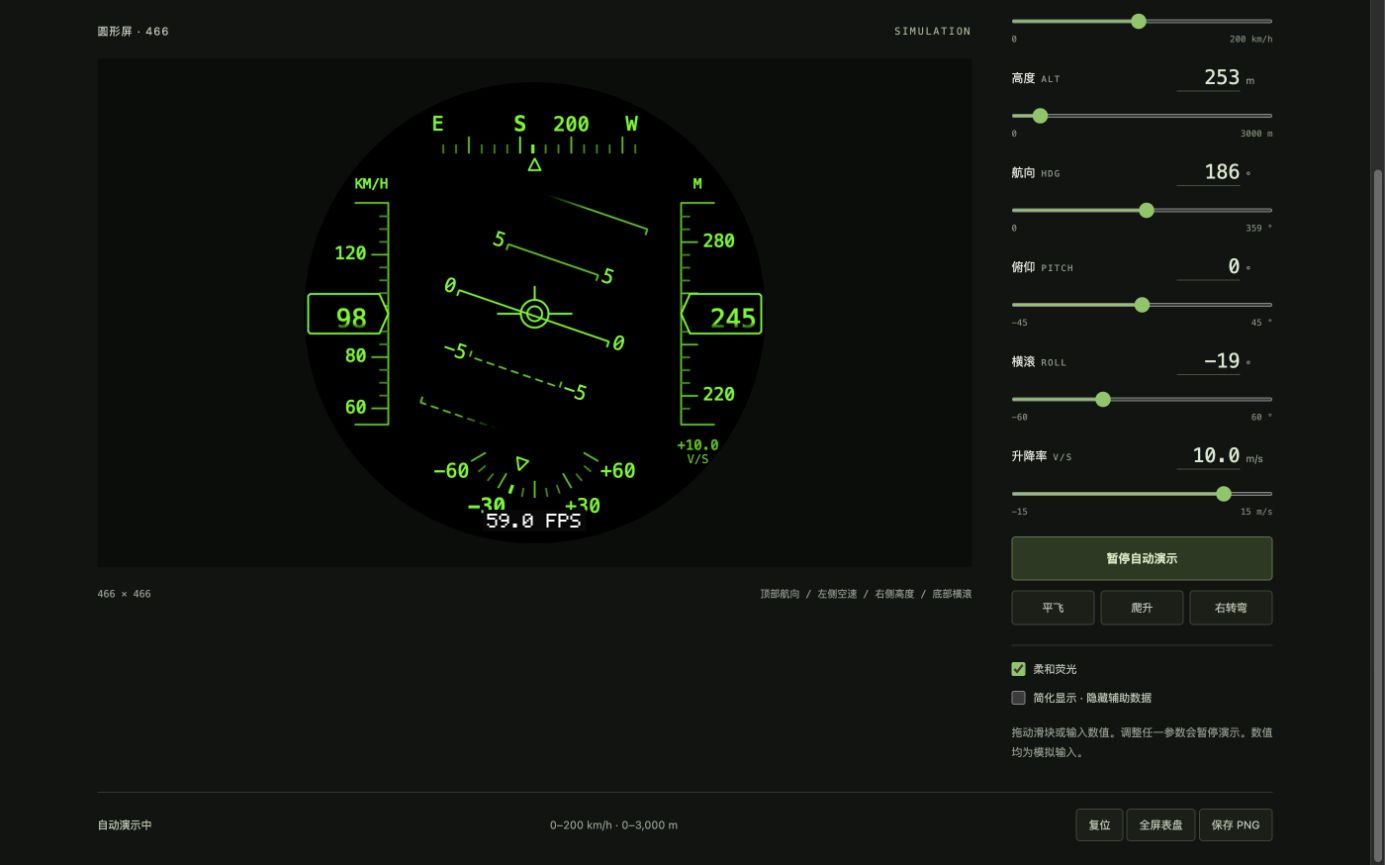 圆形屏 · 466
SIMULATION
E S 200 W
KM/H
M
120
98
80
60
280
245
220
+10.0
V/S
5
5
0
0
−5
−5
−60
+60
−30
+30
59.0 FPS
466 × 466
顶部航向 / 左侧空速 / 右侧高度 / 底部横滚
0
200 km/h
高度 ALT
253 m
0
3000 m
航向 HDG
186 °
0
359 °
俯仰 PITCH
0 °
−45
45 °
横滚 ROLL
−19 °
−60
60 °
升降率 V/S
10.0 m/s
−15
15 m/s
暂停自动演示
平飞
爬升
右转弯
柔和荧光
简化显示 · 隐藏辅助数据
拖动滑块或输入数值。调整任一参数会暂停演示。数值
均为模拟输入。
自动演示中
0–200 km/h · 0–3,000 m
复位
全屏表盘
保存 PNG